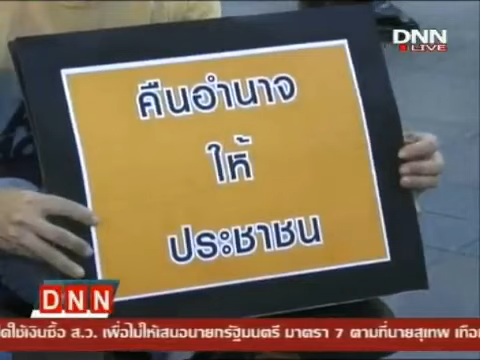 DNN
LIVE
คืนอำนาจ
ให้
ประชาชน
DNN
ใช้เงินซื้อ ส.ว. เพื่อไม่ให้เสนอนายกรัฐมนตรี มาตรา 7 ตามที่นายสุเทพ